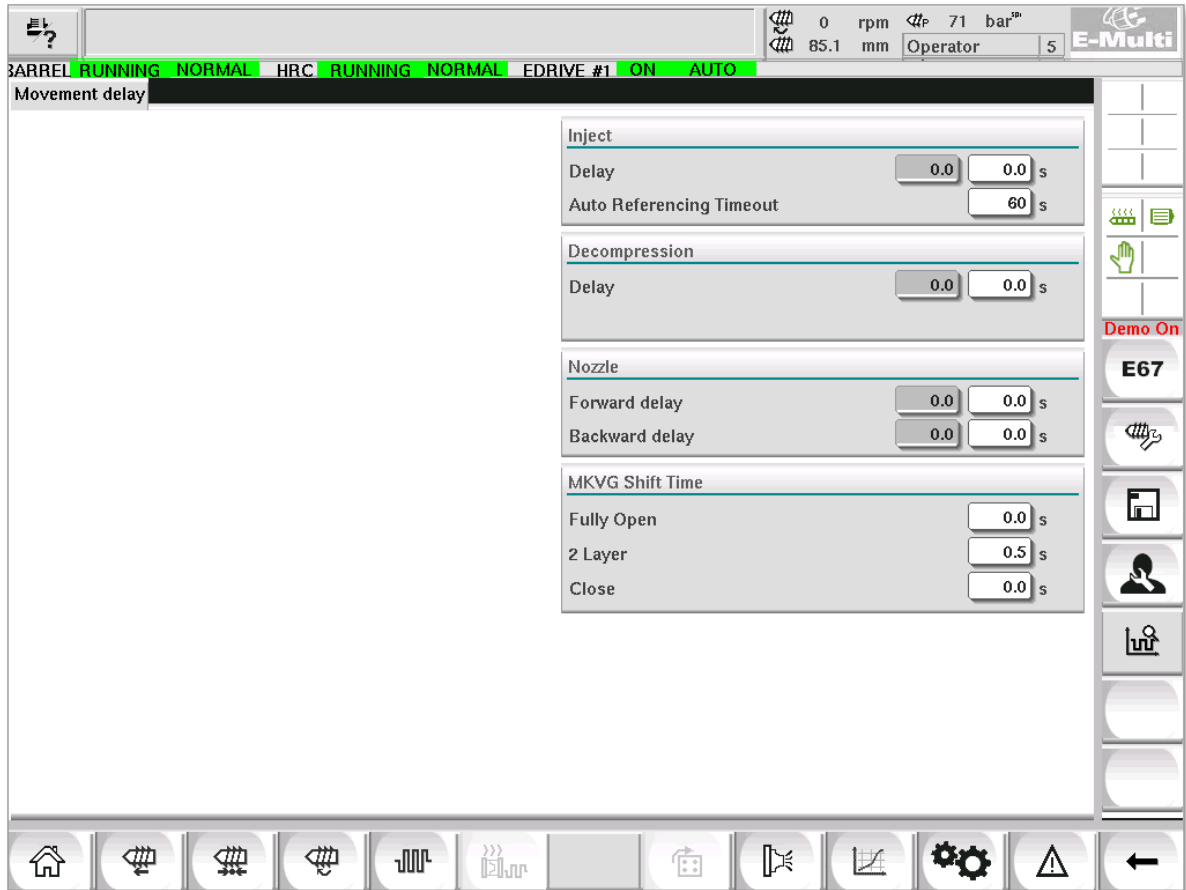 0 rpm P 71 bar spi
85.1 mm Operator 5
E-Multi
BARREL RUNNING NORMAL HRC RUNNING NORMAL EDRIVE #1 ON AUTO
Movement delay
Inject
Delay 0.0 0.0 s
Auto Referencing Timeout 60 s
Decompression
Delay 0.0 0.0 s
Demo On
Nozzle
E67
Forward delay 0.0 0.0 s
Backward delay 0.0 0.0 s
MKVG Shift Time
Fully Open 0.0 s
2 Layer 0.5 s
Close 0.0 s